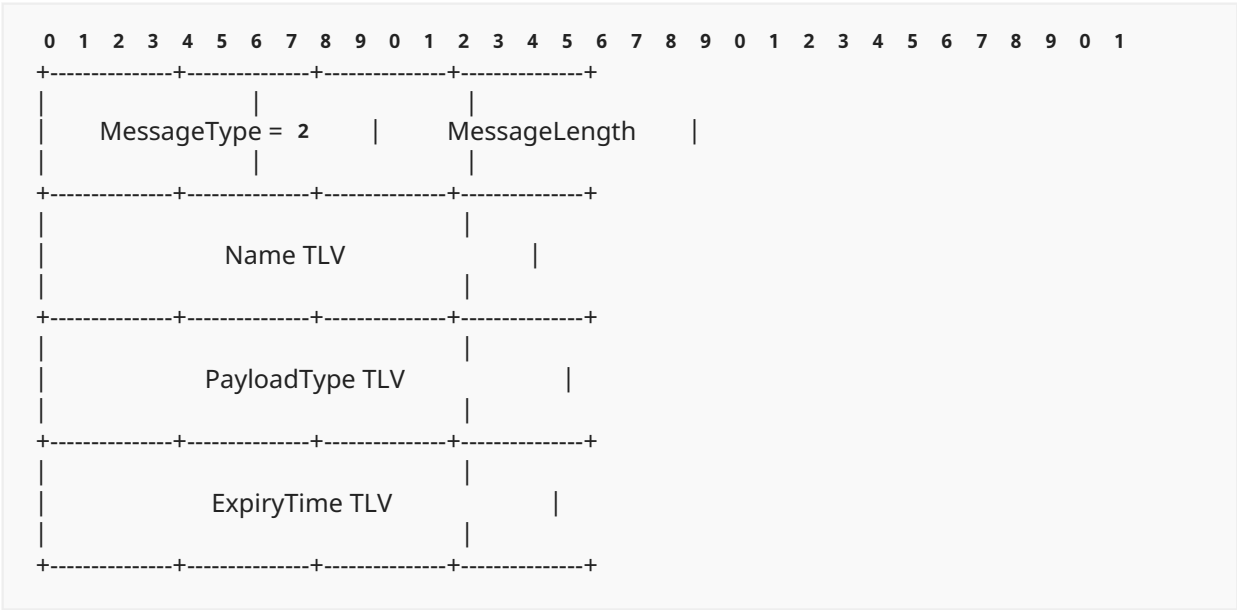 0 1 2 3 4 5 6 7 8 9 0 1 2 3 4 5 6 7 8 9 0 1 2 3 4 5 6 7 8 9 0 1
+---------------+---------------+---------------+---------------+
| | |
| MessageType = 2 | MessageLength |
| | |
+---------------+---------------+---------------+---------------+
| |
| Name TLV |
| |
+---------------+---------------+---------------+---------------+
| |
| PayloadType TLV |
| |
+---------------+---------------+---------------+---------------+
| |
| ExpiryTime TLV |
| |
+---------------+---------------+---------------+---------------+